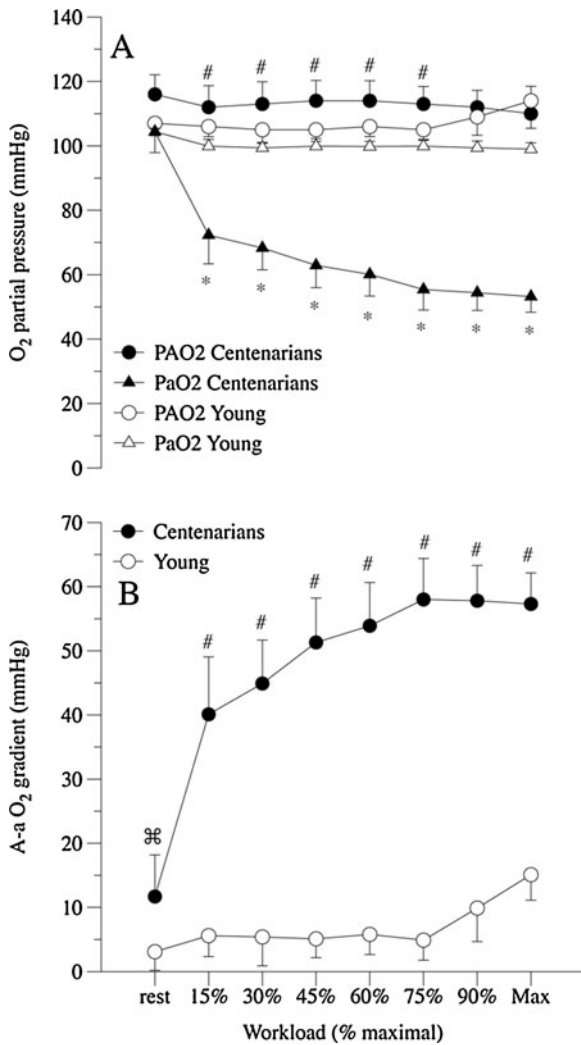 A
140
120
100
80
60
40
20
0
O₂ partial pressure (mmHg)
# # # # #
* * * * * * *
PAO2 Centenarians
PaO2 Centenarians
PAO2 Young
PaO2 Young
B
70
60
50
40
30
20
10
0
A-a O₂ gradient (mmHg)
Centenarians
Young
⌘ # # # # # # #
rest 15% 30% 45% 60% 75% 90% Max
Workload (% maximal)